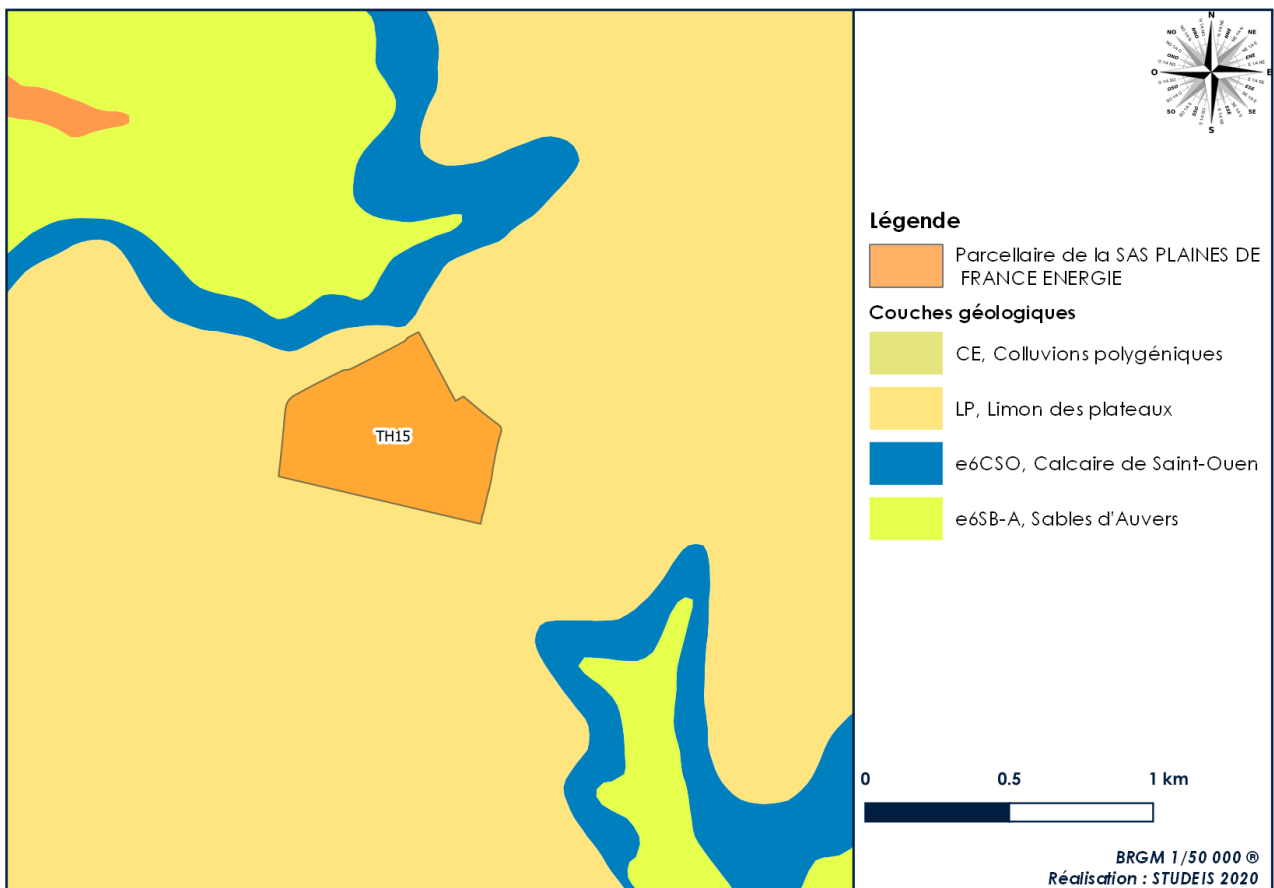 TH15
N
NO
NE
O
E
SO
SE
S
Légende
Parcellaire de la SAS PLAINES DE
FRANCE ENERGIE
Couches géologiques
CE, Colluvions polygéniques
LP, Limon des plateaux
e6CSO, Calcaire de Saint-Ouen
e6SB-A, Sables d'Auvers
0 0.5 1 km
BRGM 1/50 000 ®
Réalisation : STUDEIS 2020